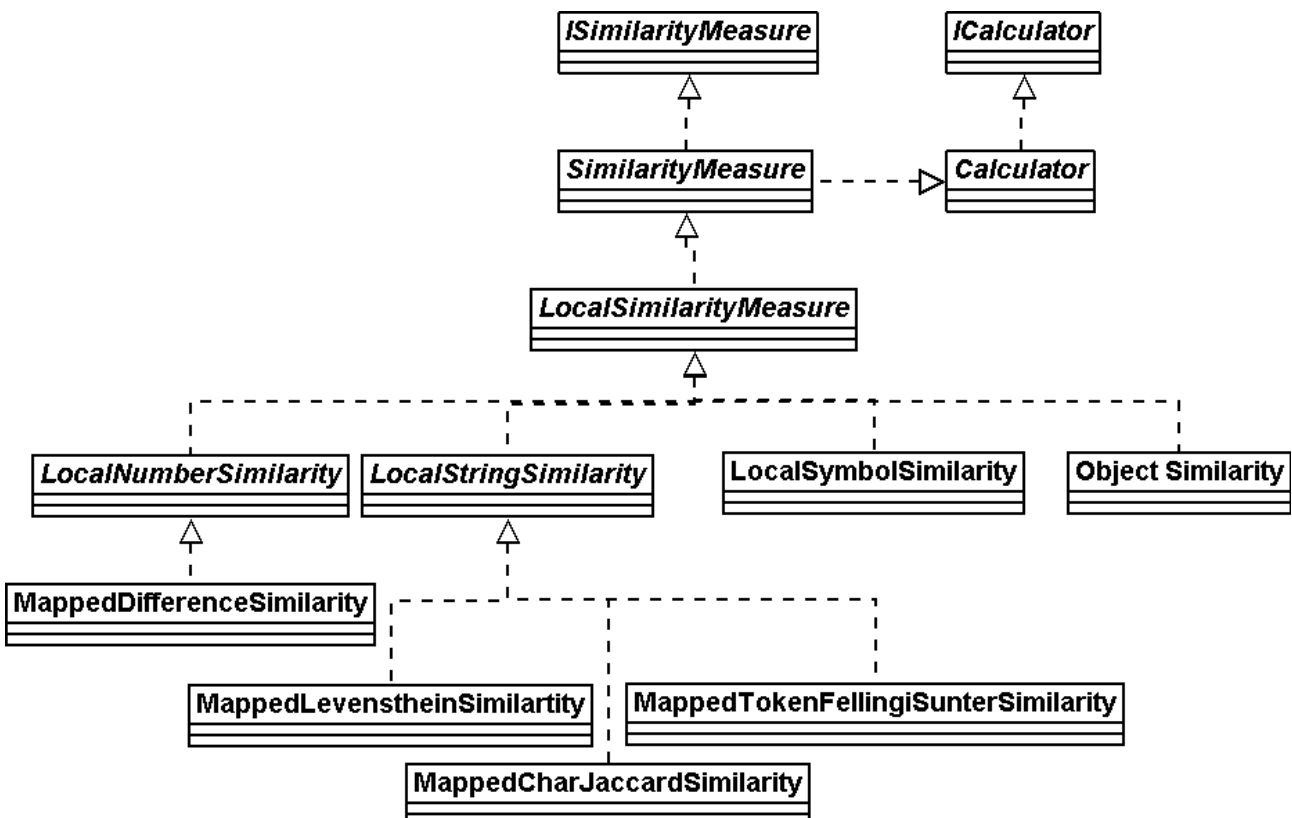 ISimilarityMeasure
ICalculator
SimilarityMeasure
Calculator
LocalSimilarityMeasure
LocalNumberSimilarity
LocalStringSimilarity
LocalSymbolSimilarity
Object Similarity
MappedDifferenceSimilarity
MappedLevenstheinSimilartity
MappedTokenFellingiSunterSimilarity
MappedCharJaccardSimilarity